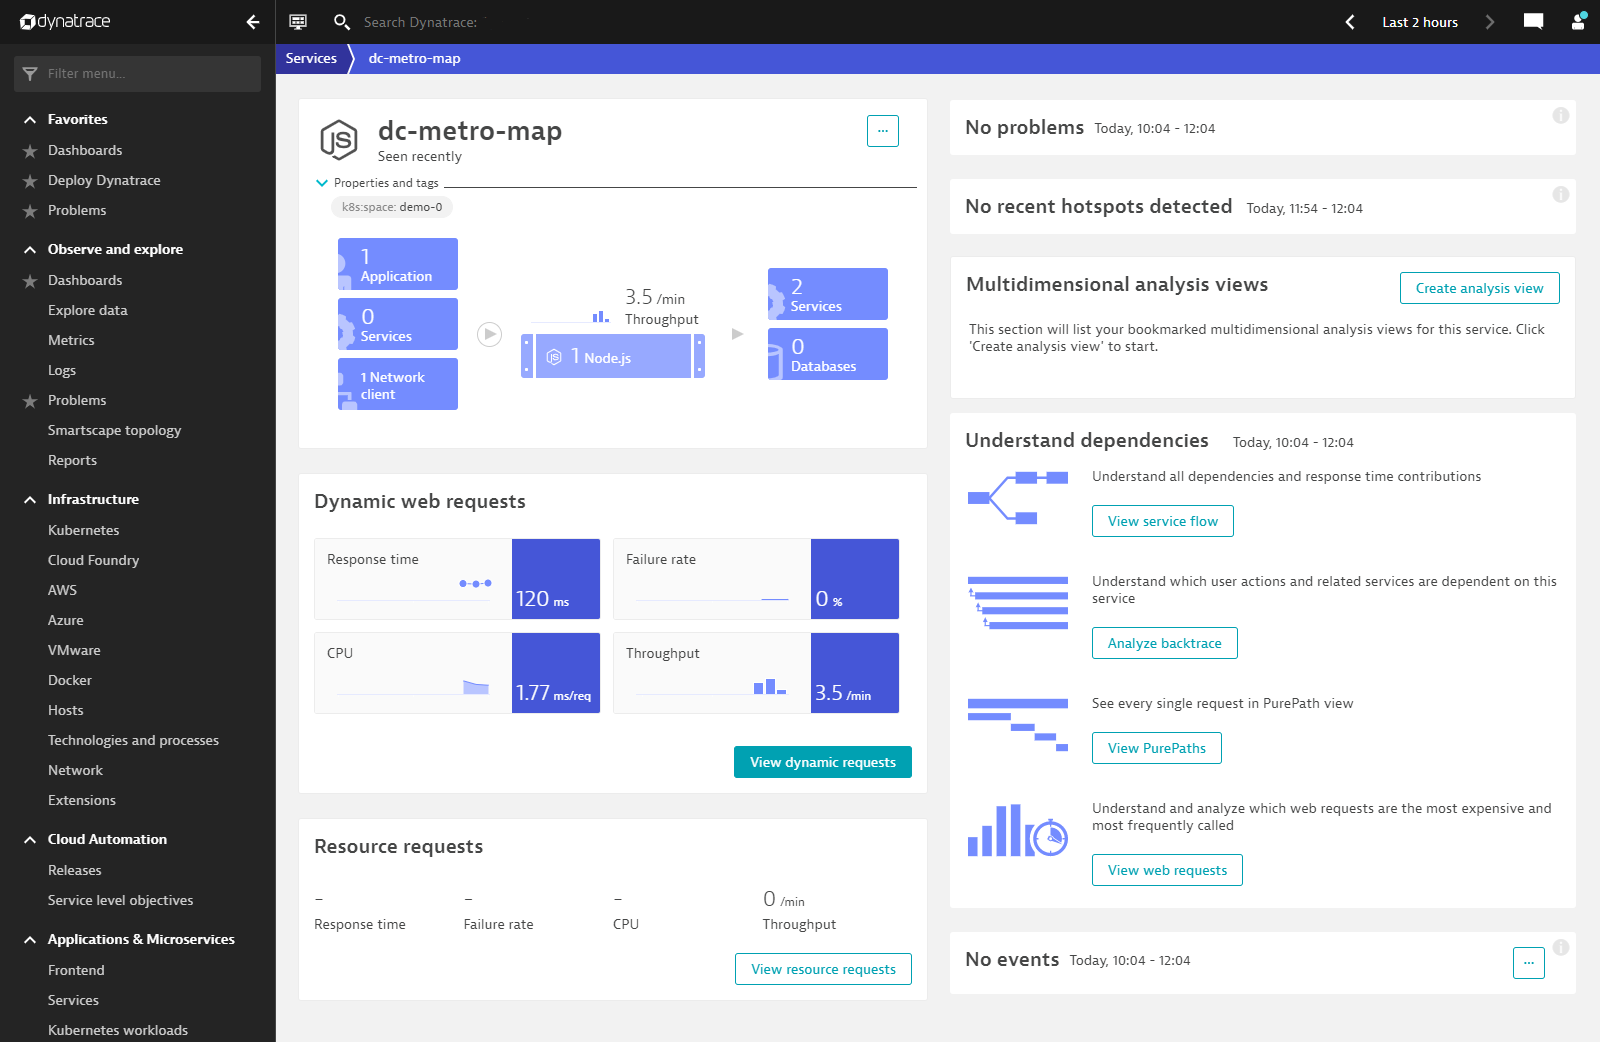 dynatrace
Search Dynatrace:
Last 2 hours
Filter menu...
Favorites
Dashboards
Deploy Dynatrace
Problems
Observe and explore
Dashboards
Explore data
Metrics
Logs
Problems
Smartscape topology
Reports
Infrastructure
Kubernetes
Cloud Foundry
AWS
Azure
VMware
Docker
Hosts
Technologies and processes
Network
Extensions
Cloud Automation
Releases
Service level objectives
Applications & Microservices
Frontend
Services
Kubernetes workloads
Services
dc-metro-map
JS
dc-metro-map
...
Seen recently
Properties and tags
k8s:space: demo-0
1
Application
0
Services
1 Network
client
3.5 /min
Throughput
JS 1 Node.js
2
Services
0
Databases
Dynamic web requests
Response time
120 ms
Failure rate
0 %
CPU
1.77 ms/req
Throughput
3.5 /min
View dynamic requests
Resource requests
–
Response time
–
Failure rate
–
CPU
0 /min
Throughput
View resource requests
No problems Today, 10:04 - 12:04
i
No recent hotspots detected Today, 11:54 - 12:04
i
Multidimensional analysis views
Create analysis view
This section will list your bookmarked multidimensional analysis views for this service. Click
'Create analysis view' to start.
Understand dependencies Today, 10:04 - 12:04
Understand all dependencies and response time contributions
View service flow
Understand which user actions and related services are dependent on this
service
Analyze backtrace
See every single request in PurePath view
View PurePaths
Understand and analyze which web requests are the most expensive and
most frequently called
View web requests
No events Today, 10:04 - 12:04
...
i